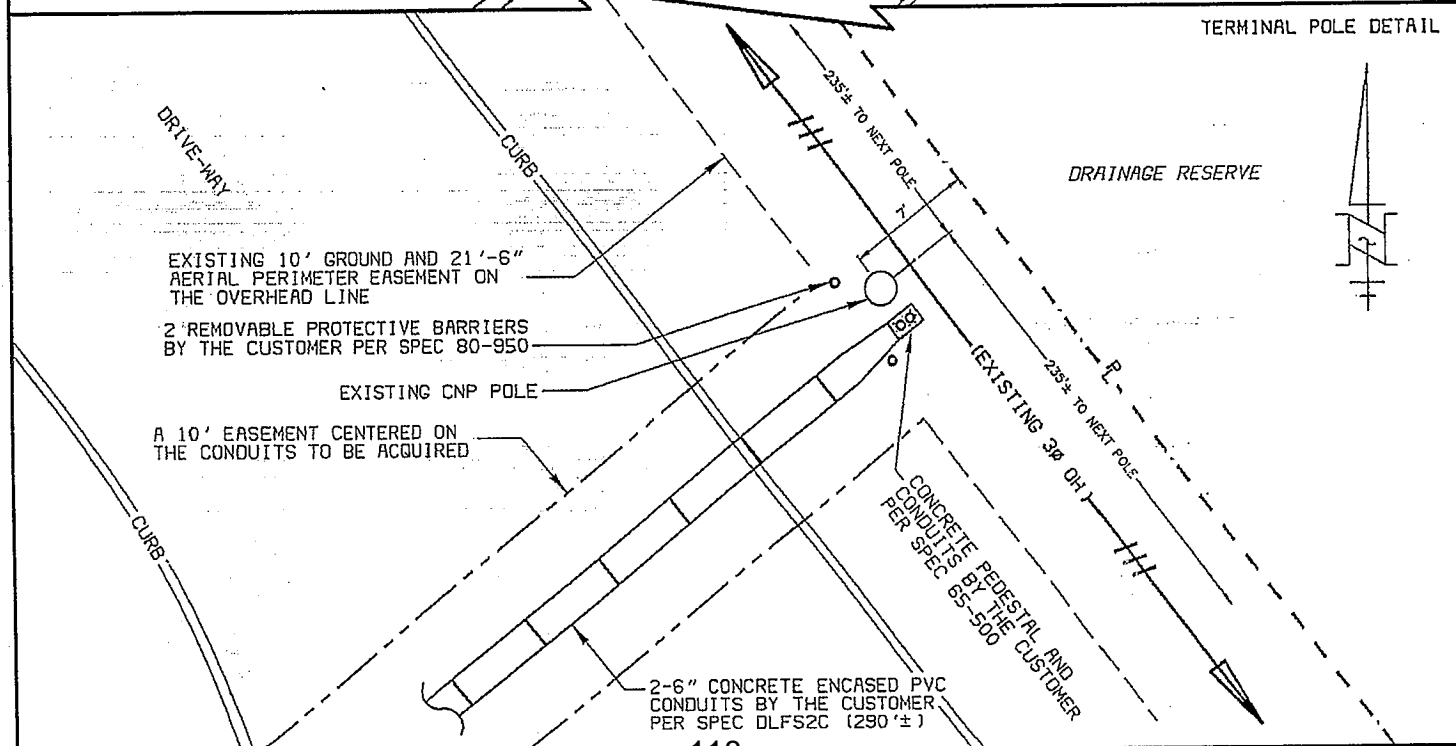 TERMINAL POLE DETAIL
DRIVE-WAY
CURB
235'± TO NEXT POLE
DRAINAGE RESERVE
7'
EXISTING 10' GROUND AND 21'-6"
AERIAL PERIMETER EASEMENT ON
THE OVERHEAD LINE
2 REMOVABLE PROTECTIVE BARRIERS
BY THE CUSTOMER PER SPEC 80-950
EXISTING CNP POLE
A 10' EASEMENT CENTERED ON
THE CONDUITS TO BE ACQUIRED
(EXISTING 3Ø OH)
235'± TO NEXT POLE
PL
CURB
CONCRETE PEDESTAL AND
CONDUITS BY THE CUSTOMER
PER SPEC 65-500
2-6" CONCRETE ENCASED PVC
CONDUITS BY THE CUSTOMER
PER SPEC DLFS2C (290'±)